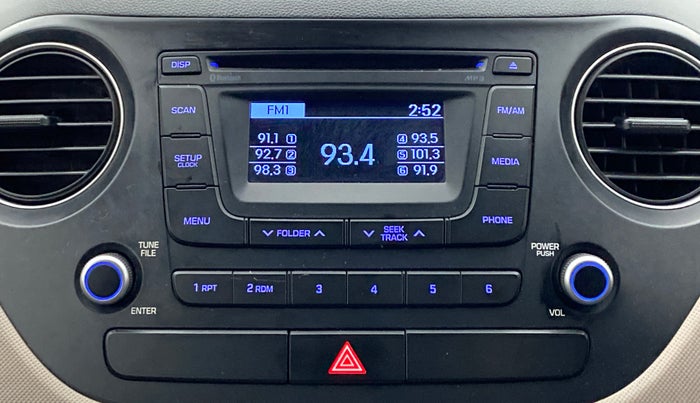 DISP
Bluetooth
MP3
SCAN
FM1
2:52
FM/AM
91.1 1
4 93.5
SETUP
CLOCK
92.7 2
93.4
5 101.3
MEDIA
98.3 3
6 91.9
MENU
FOLDER
SEEK
TRACK
PHONE
TUNE
FILE
POWER
PUSH
1 RPT
2 RDM
3
4
5
6
ENTER
VOL